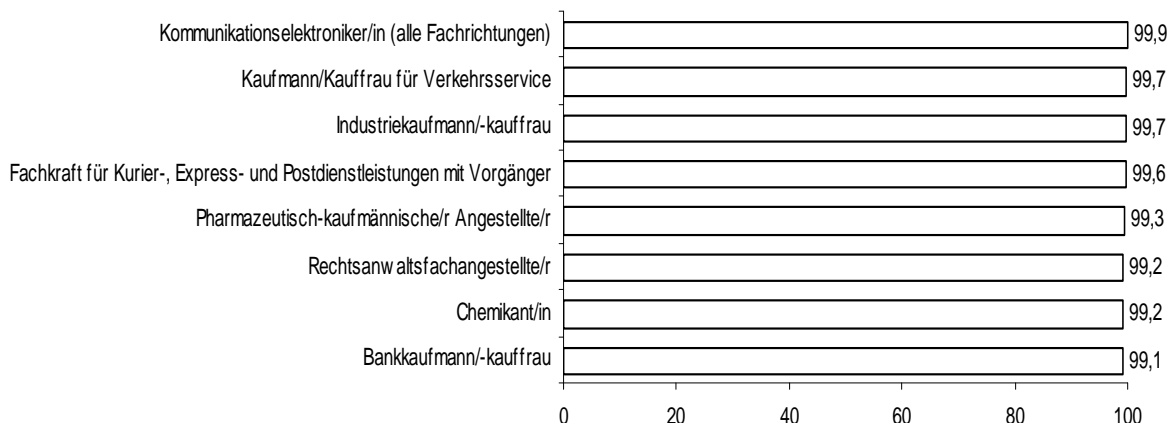 Kommunikationselektroniker/in (alle Fachrichtungen) 99,9
Kaufmann/Kauffrau für Verkehrsservice 99,7
Industriekaufmann/-kauffrau 99,7
Fachkraft für Kurier-, Express- und Postdienstleistungen mit Vorgänger 99,6
Pharmazeutisch-kaufmännische/r Angestellte/r 99,3
Rechtsanwaltsfachangestellte/r 99,2
Chemikant/in 99,2
Bankkaufmann/-kauffrau 99,1
0 20 40 60 80 100